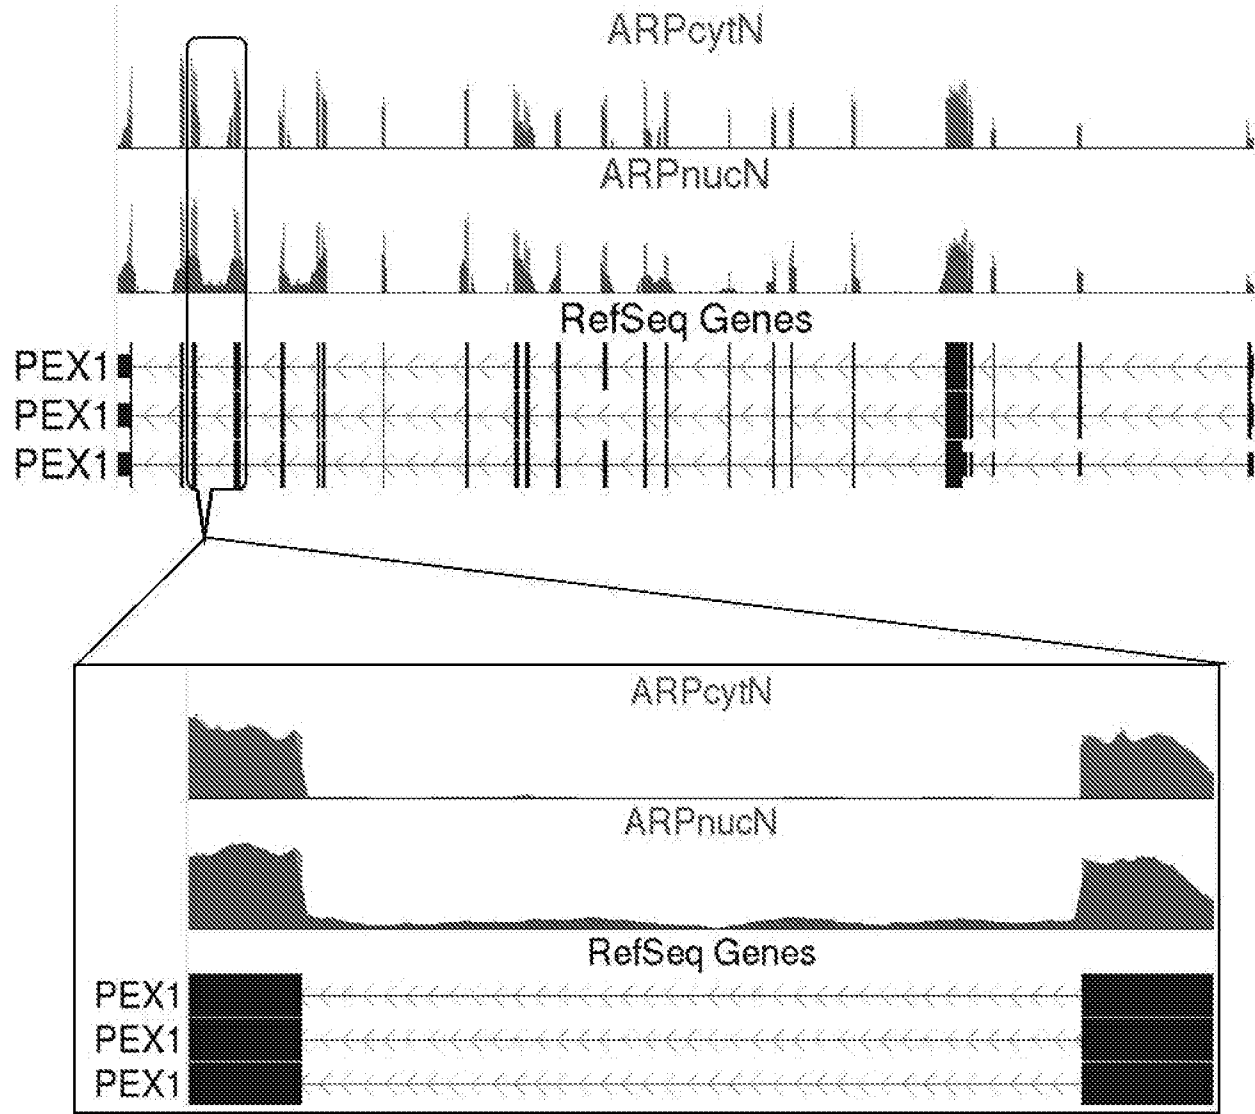 ARPcytN
ARPnucN
RefSeq Genes
PEX1
PEX1
PEX1
ARPcytN
ARPnucN
RefSeq Genes
PEX1
PEX1
PEX1